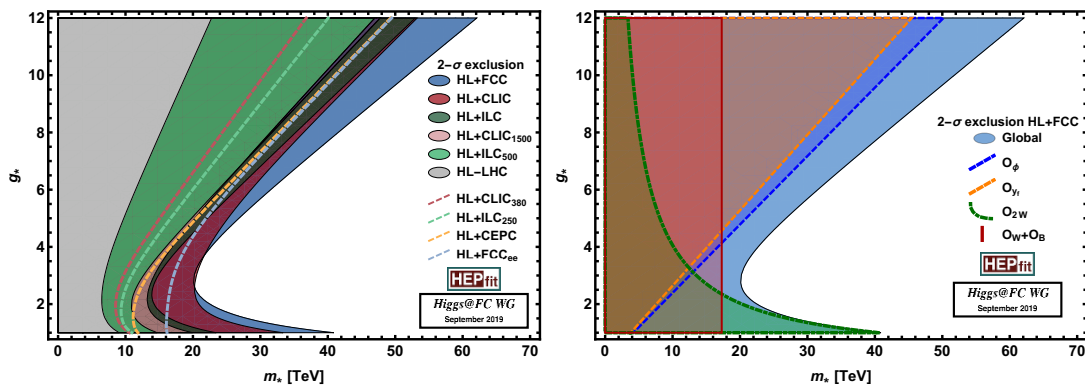 12
10
8
6
4
2
g*
0 10 20 30 40 50 60 70
m* [TeV]
2-σ exclusion
HL+FCC
HL+CLIC
HL+ILC
HL+CLIC1500
HL+ILC500
HL-LHC
HL+CLIC380
HL+ILC250
HL+CEPC
HL+FCCee
HEPfit
Higgs@FC WG
September 2019
12
10
8
6
4
2
g*
0 10 20 30 40 50 60 70
m* [TeV]
2-σ exclusion HL+FCC
Global
Oϕ
Oyf
O2W
OW+OB
HEPfit
Higgs@FC WG
September 2019